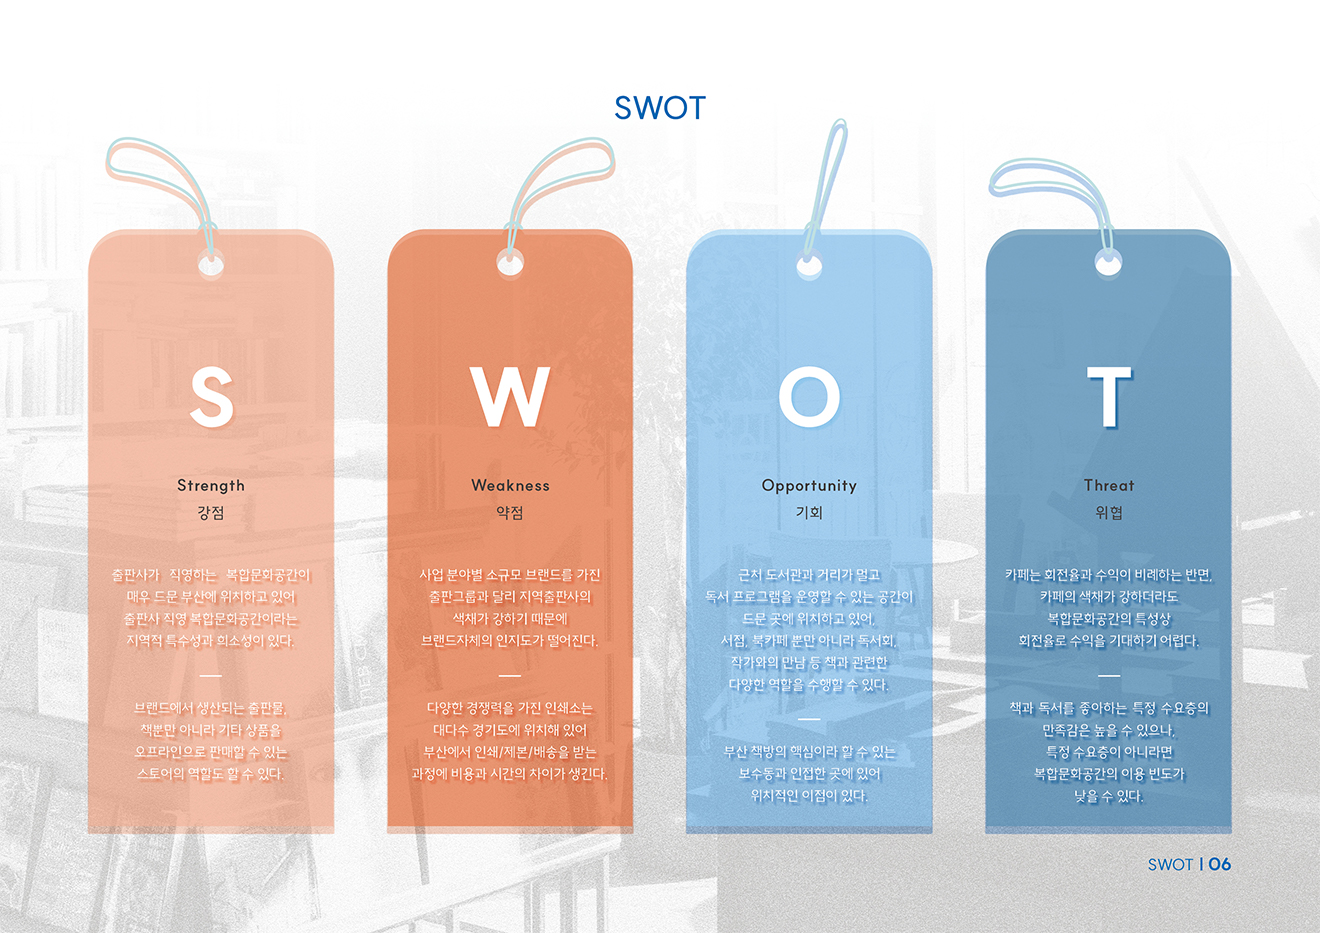 SWOT
S
Strength
강점
출판사가 직영하는 복합문화공간이
매우 드문 부산에 위치하고 있어
출판사 직영 복합문화공간이라는
지역적 특수성과 희소성이 있다.
브랜드에서 생산되는 출판물,
책뿐만 아니라 기타 상품을
오프라인으로 판매할 수 있는
스토어의 역할도 할 수 있다.
W
Weakness
약점
사업 분야별 소규모 브랜드를 가진
출판그룹과 달리 지역출판사의
색채가 강하기 때문에
브랜드자체의 인지도가 떨어진다.
다양한 경쟁력을 가진 인쇄소는
대다수 경기도에 위치해 있어
부산에서 인쇄/제본/배송을 받는
과정에 비용과 시간의 차이가 생긴다.
O
Opportunity
기회
근처 도서관과 거리가 멀고
독서 프로그램을 운영할 수 있는 공간이
드문 곳에 위치하고 있어,
서점, 북카페 뿐만 아니라 독서회,
작가와의 만남 등 책과 관련한
다양한 역할을 수행할 수 있다.
부산 책방의 핵심이라 할 수 있는
보수동과 인접한 곳에 있어
위치적인 이점이 있다.
T
Threat
위협
카페는 회전율과 수익이 비례하는 반면,
카페의 색채가 강하더라도
복합문화공간의 특성상
회전율로 수익을 기대하기 어렵다.
책과 독서를 좋아하는 특정 수요층의
만족감은 높을 수 있으나,
특정 수요층이 아니라면
복합문화공간의 이용 빈도가
낮을 수 있다.
SWOT | 06